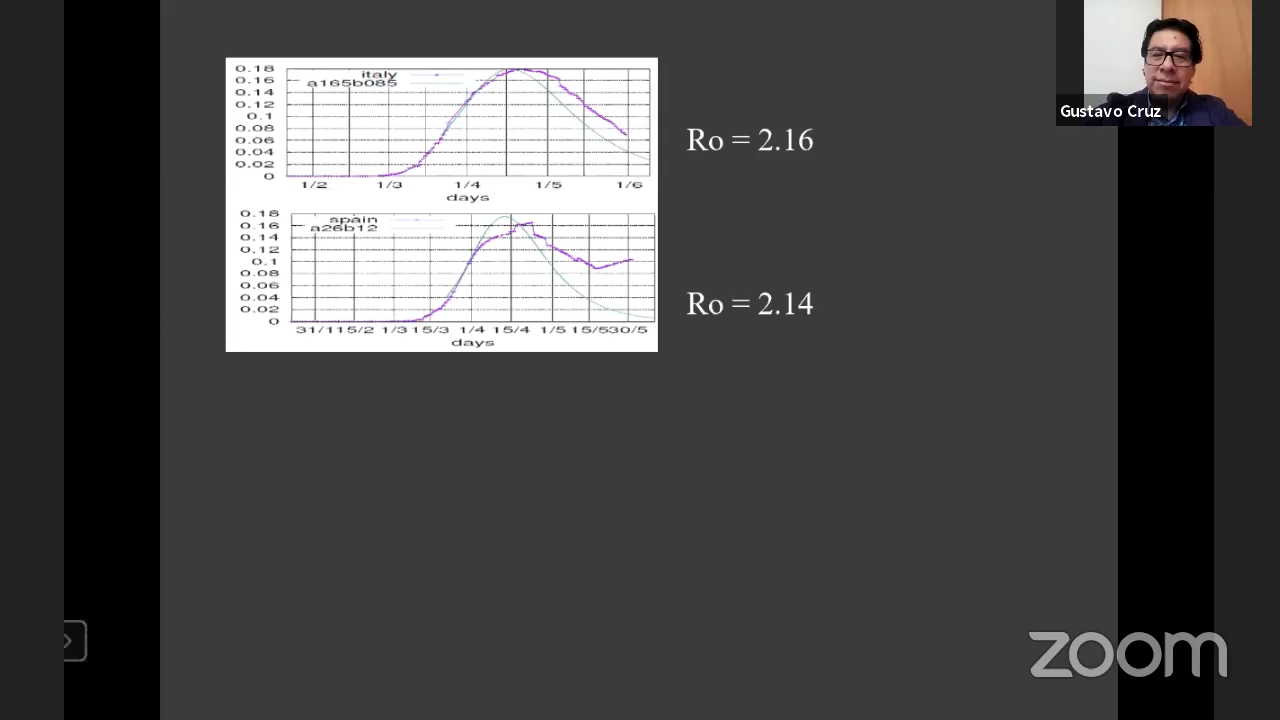 Gustavo Cruz
0.18
0.16
0.14
0.12
0.1
0.08
0.06
0.04
0.02
0
italy
a165b085
1/2 1/3 1/4 1/5 1/6
days
Ro = 2.16
0.18
0.16
0.14
0.12
0.1
0.08
0.06
0.04
0.02
0
spain
a26b12
31/115/2 1/3 15/3 1/4 15/4 1/5 15/530/5
days
Ro = 2.14
zoom